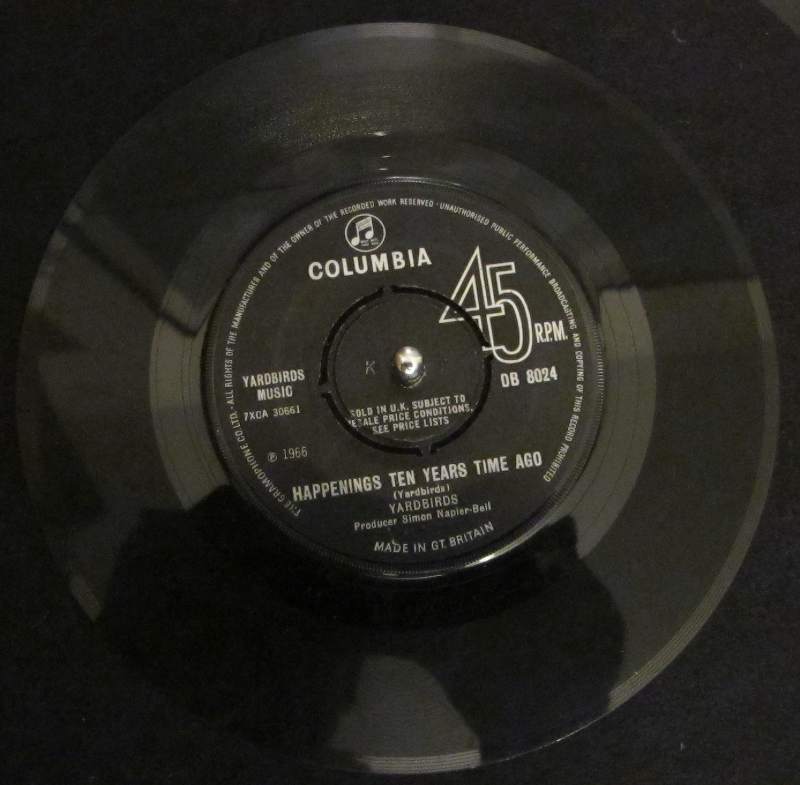 THE GRAMOPHONE CO. LTD. · ALL RIGHTS OF THE MANUFACTURER AND OF THE OWNER OF THE RECORDED WORK RESERVED · UNAUTHORISED PUBLIC PERFORMANCE BROADCASTING AND COPYING OF THIS RECORD PROHIBITED
COLUMBIA
45 R.P.M.
K
YARDBIRDS
MUSIC
7XCA 30661
DB 8024
SOLD IN U.K. SUBJECT TO
RESALE PRICE CONDITIONS,
SEE PRICE LISTS
℗ 1966
HAPPENINGS TEN YEARS TIME AGO
(Yardbirds)
YARDBIRDS
Producer Simon Napier-Bell
MADE IN GT. BRITAIN